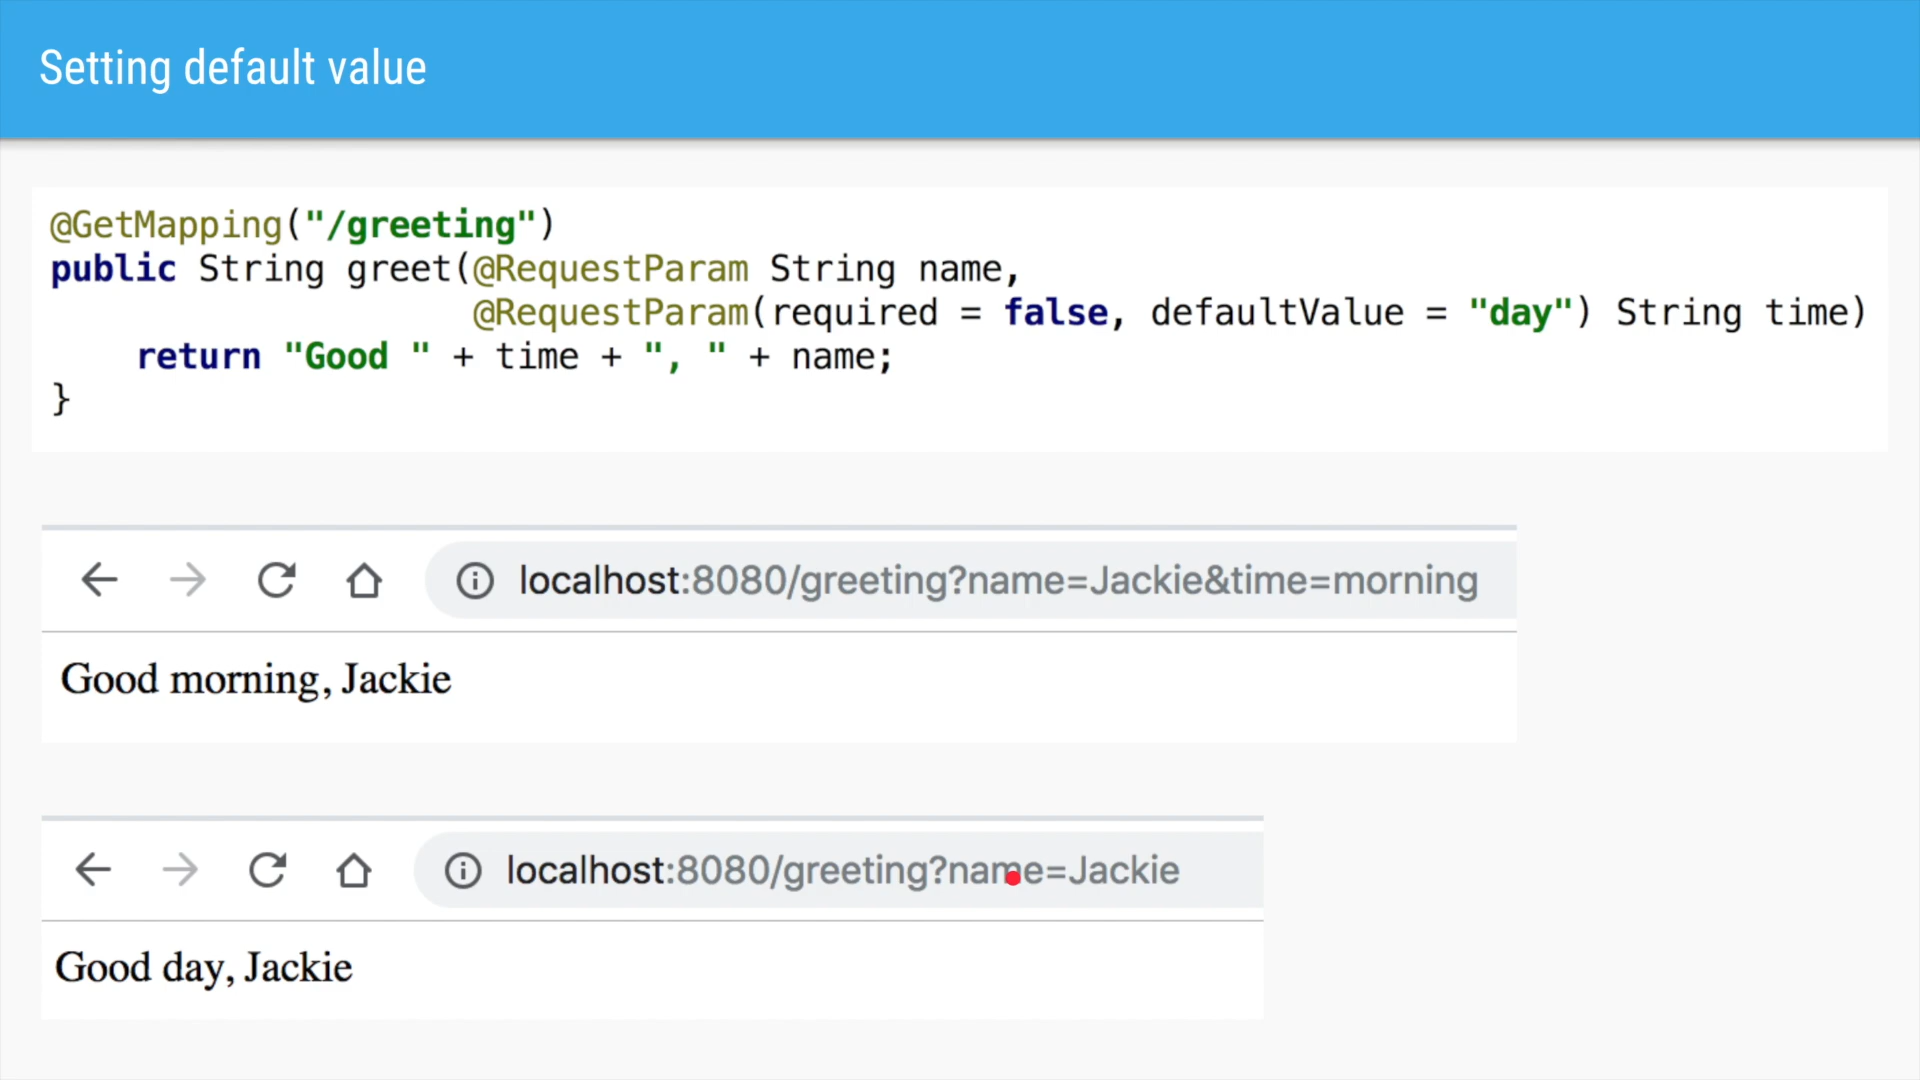 Setting default value
@GetMapping("/greeting")
public String greet(@RequestParam String name,
@RequestParam(required = false, defaultValue = "day") String time)
return "Good " + time + ", " + name;
}
localhost:8080/greeting?name=Jackie&time=morning
Good morning, Jackie
localhost:8080/greeting?name=Jackie
Good day, Jackie